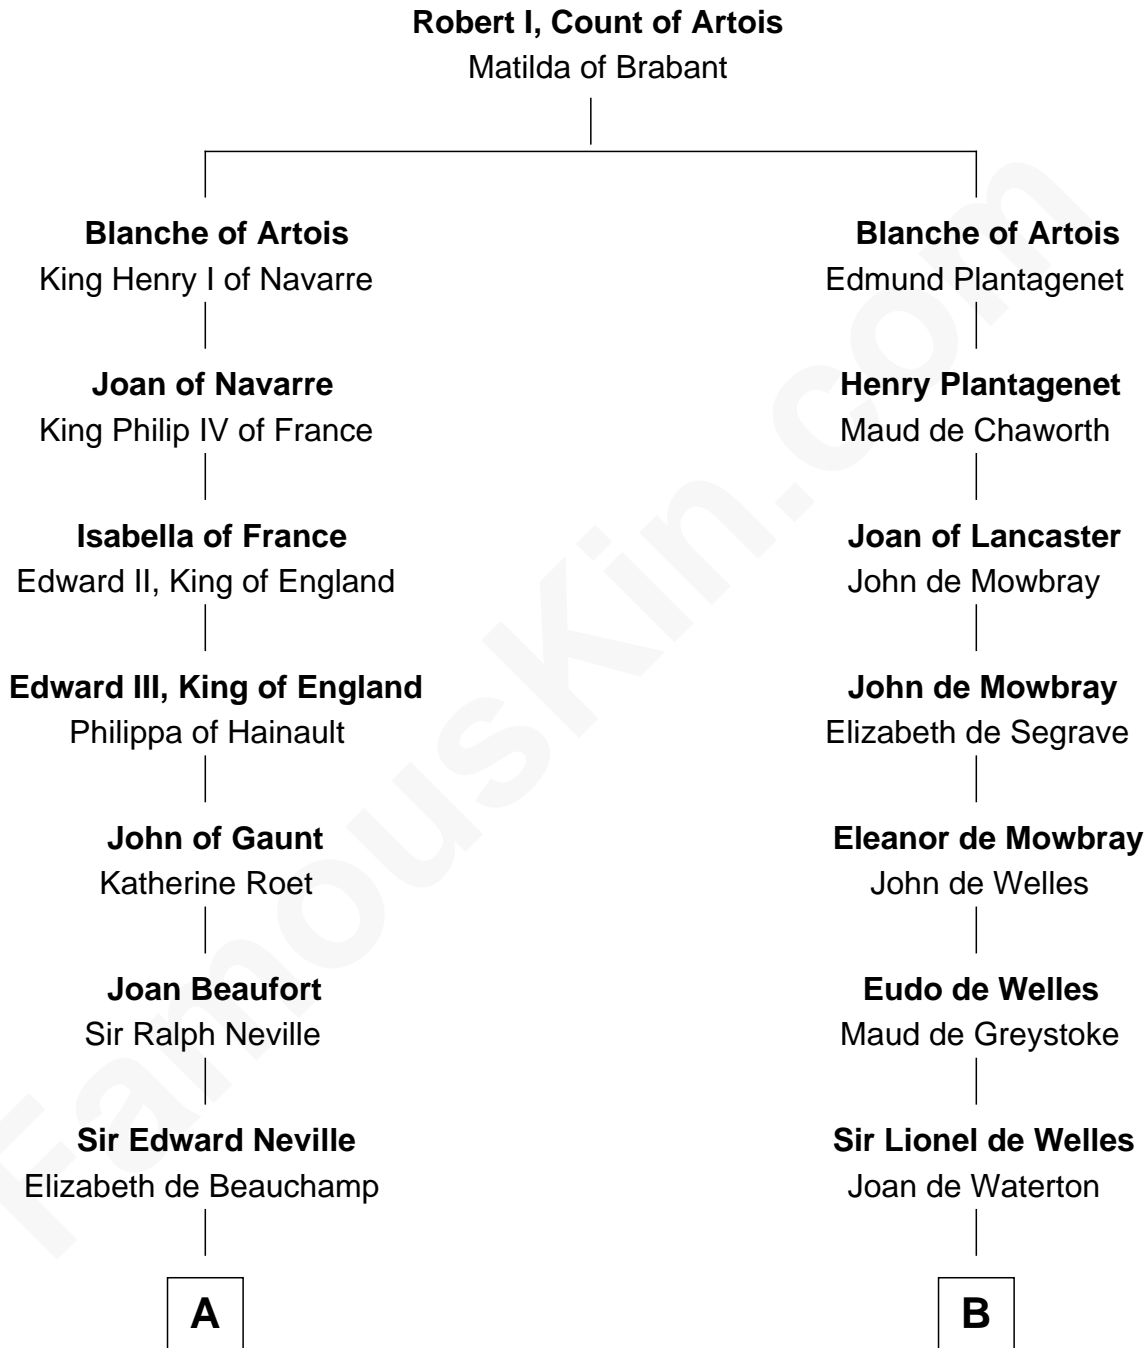 Robert I, Count of Artois
Matilda of Brabant
Blanche of Artois
King Henry I of Navarre
Joan of Navarre
King Philip IV of France
Isabella of France
Edward II, King of England
Edward III, King of England
Philippa of Hainault
John of Gaunt
Katherine Roet
Joan Beaufort
Sir Ralph Neville
Sir Edward Neville
Elizabeth de Beauchamp
A
Blanche of Artois
Edmund Plantagenet
Henry Plantagenet
Maud de Chaworth
Joan of Lancaster
John de Mowbray
John de Mowbray
Elizabeth de Segrave
Eleanor de Mowbray
John de Welles
Eudo de Welles
Maud de Greystoke
Sir Lionel de Welles
Joan de Waterton
B
FamousKin.com